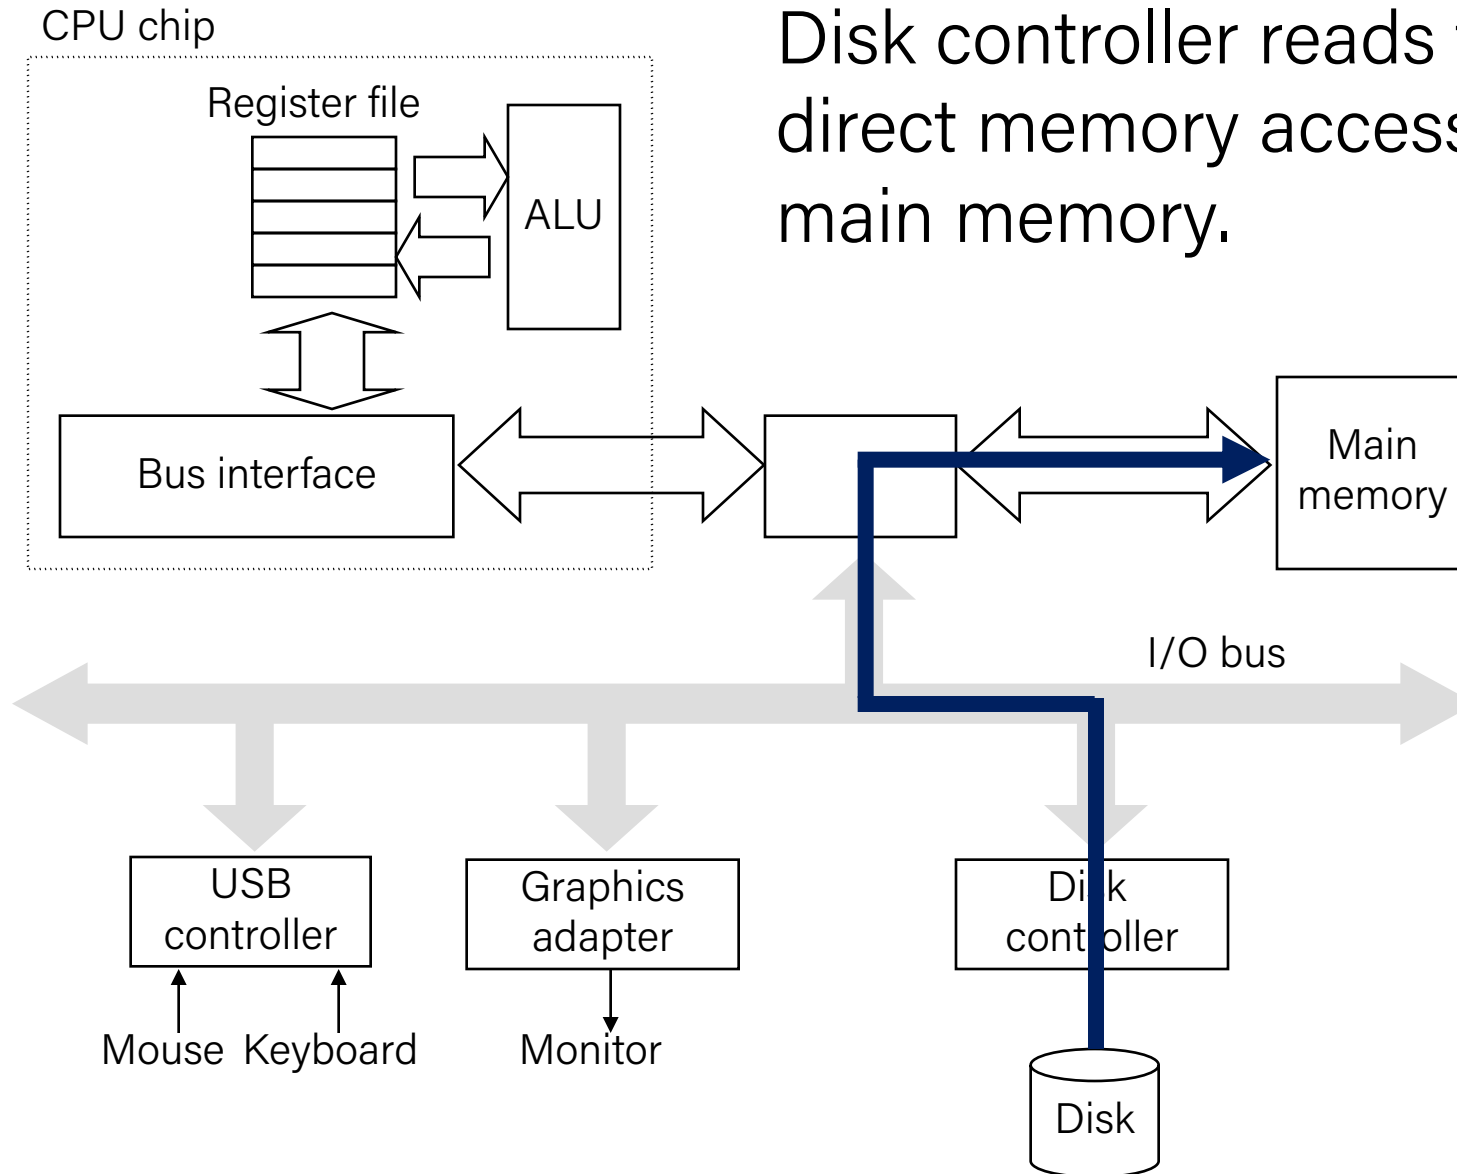 CPU chip
Disk controller reads
direct memory access
main memory.
Register file
ALU
Bus interface
Main
memory
I/O bus
USB
controller
Graphics
adapter
Disk
controller
Mouse Keyboard
Monitor
Disk